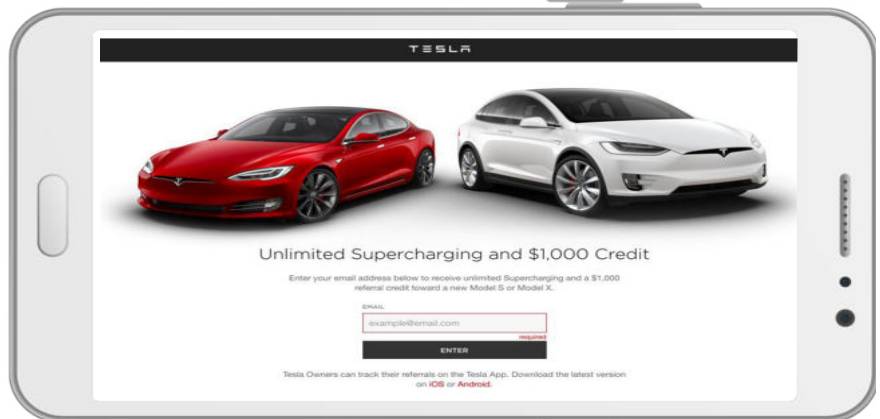 TESLA
Unlimited Supercharging and $1,000 Credit
Enter your email address below to receive unlimited Supercharging and a $1,000
referral credit toward a new Model S or Model X.
EMAIL
example@email.com
required
ENTER
Tesla Owners can track their referrals on the Tesla App. Download the latest version
on iOS or Android.